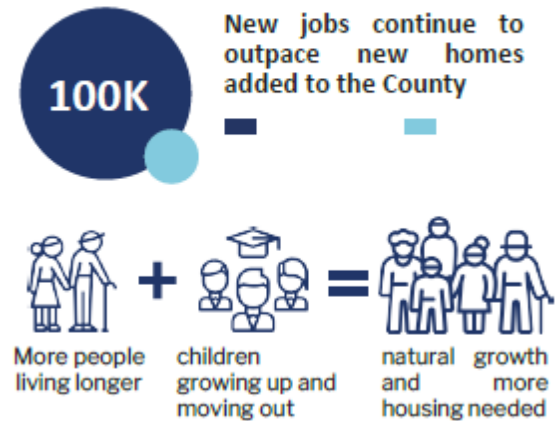 100K
New jobs continue to
outpace new homes
added to the County
More people
living longer
children
growing up and
moving out
natural growth
and more
housing needed